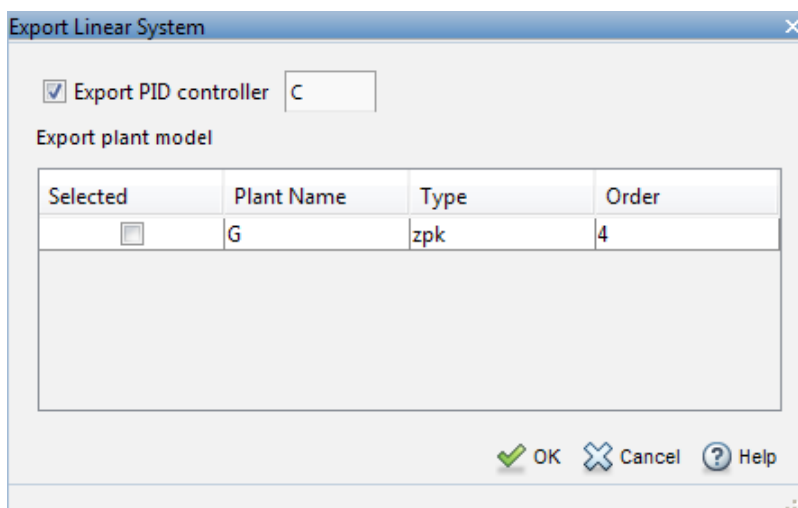 Export Linear System
Export PID controller C
Export plant model
Selected Plant Name Type Order
G zpk 4
OK Cancel Help